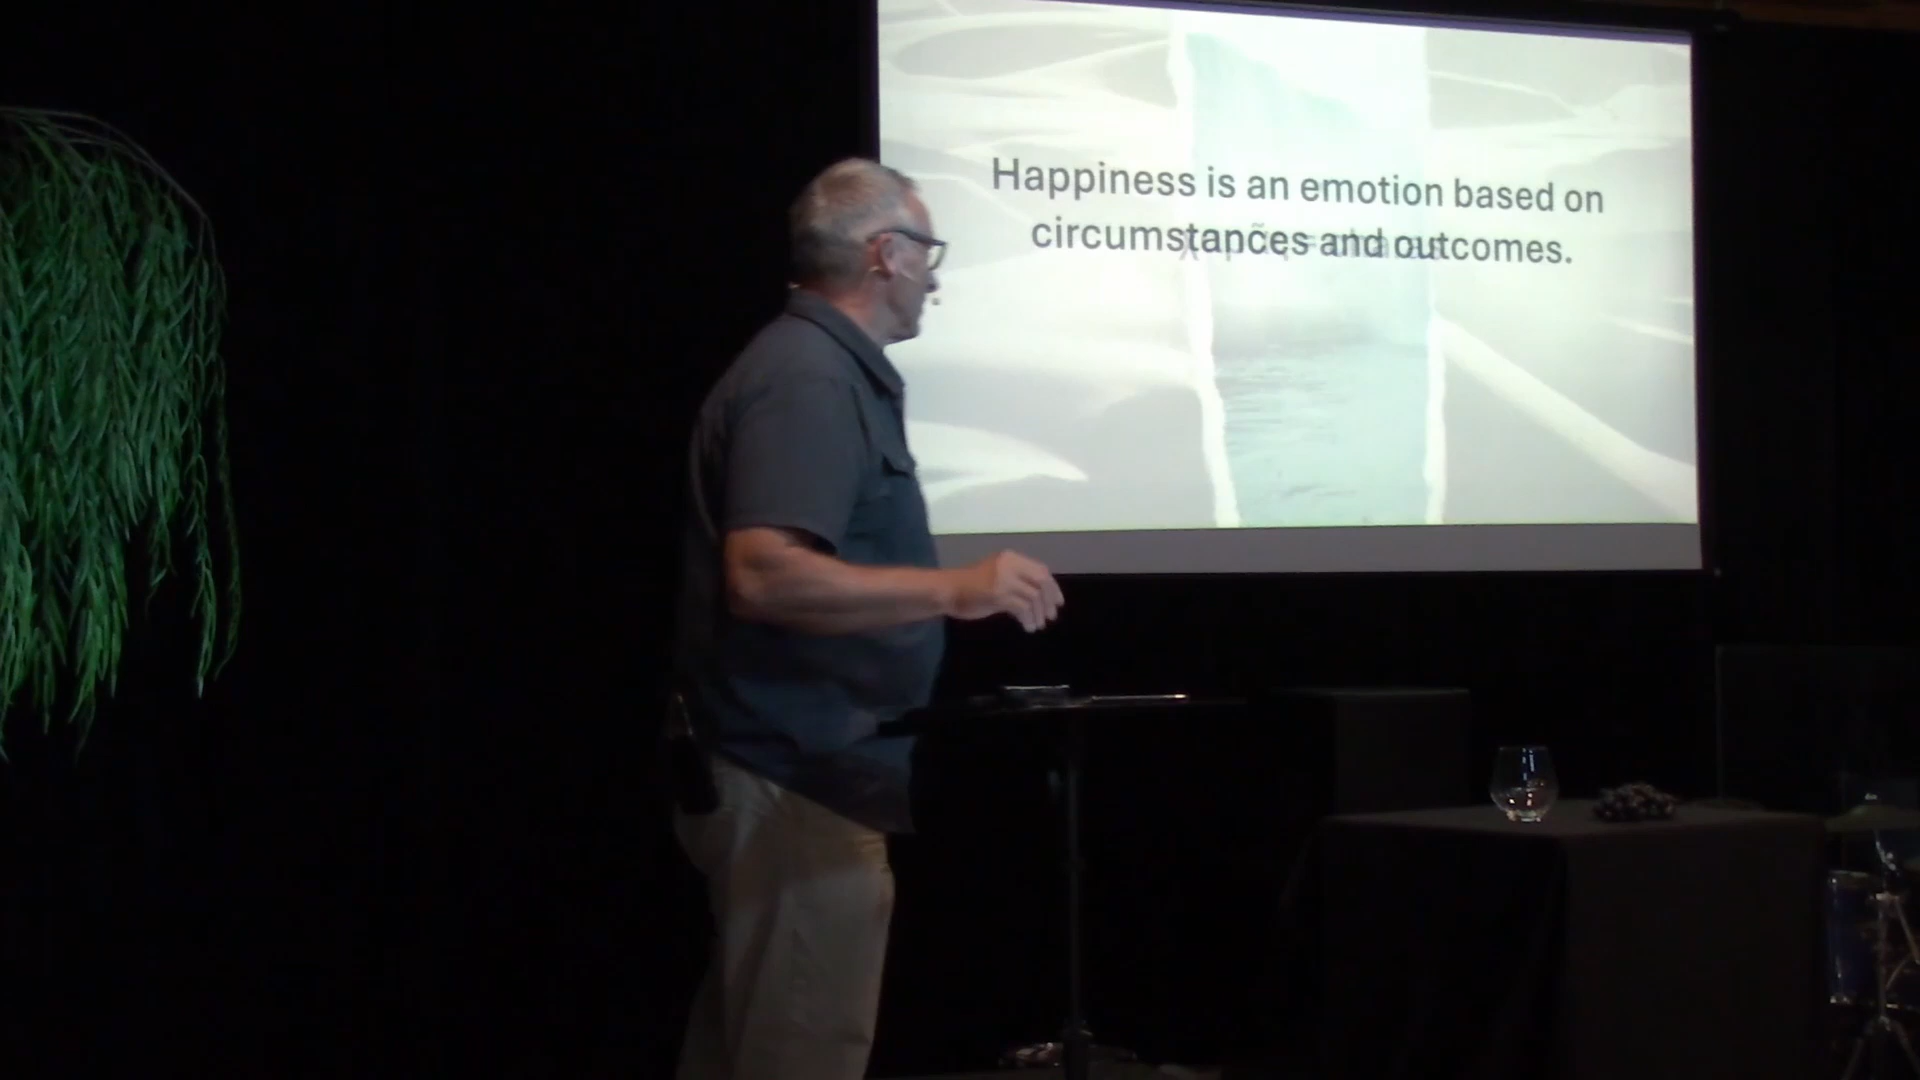 Happiness is an emotion based on
circumstances and outcomes.